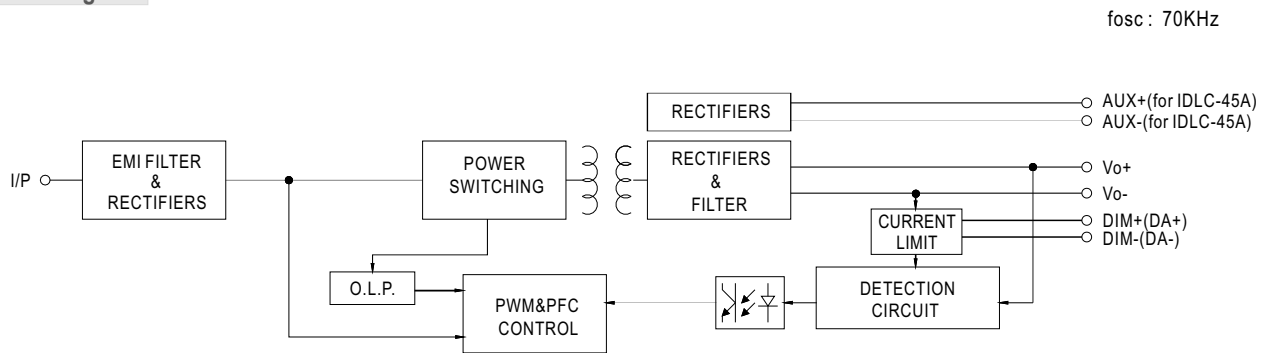 fosc : 70KHz
RECTIFIERS
AUX+(for IDLC-45A)
AUX-(for IDLC-45A)
I/P
EMI FILTER
&
RECTIFIERS
POWER
SWITCHING
RECTIFIERS
&
FILTER
Vo+
Vo-
CURRENT
LIMIT
DIM+(DA+)
DIM-(DA-)
O.L.P.
PWM&PFC
CONTROL
DETECTION
CIRCUIT